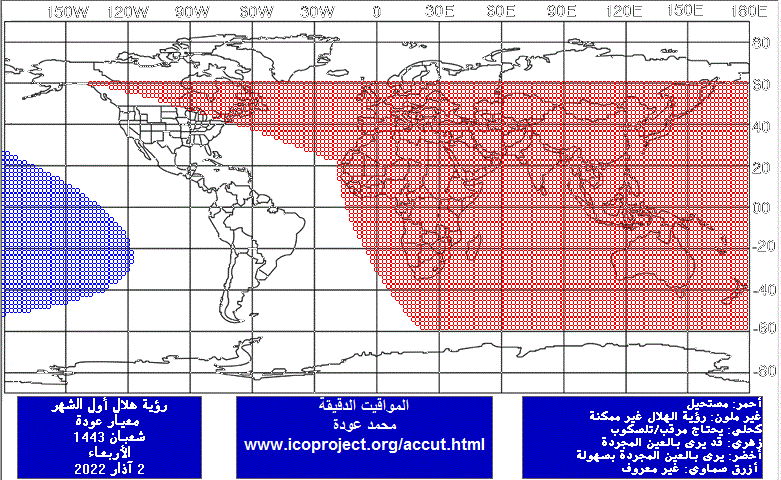 150W 120W 90W 60W 30W 0 30E 60E 90E 120E 150E 180E
80
60
40
20
00
-20
-40
-60
-80
رؤية هلال أول الشهر
معيار عودة
شعبان 1443
الأربعاء
2 آذار 2022
المواقيت الدقيقة
محمد عودة
www.icoproject.org/accut.html
أحمر: مستحيل
غير ملون: رؤية الهلال غير ممكنة
كحلي: يحتاج مرقب/تلسكوب
زهري: قد يرى بالعين المجردة
أخضر: يرى بالعين المجردة بسهولة
أزرق سماوي: غير معروف